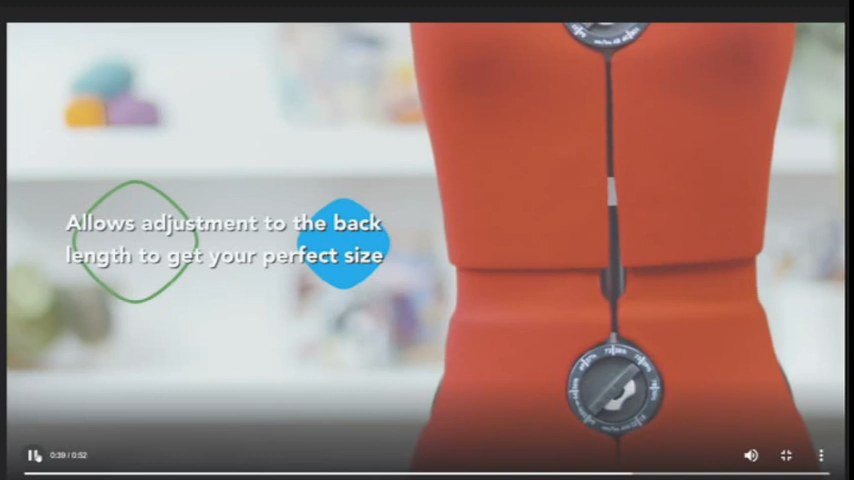 Allows adjustment to the back
length to get your perfect size
0:39 / 0:52